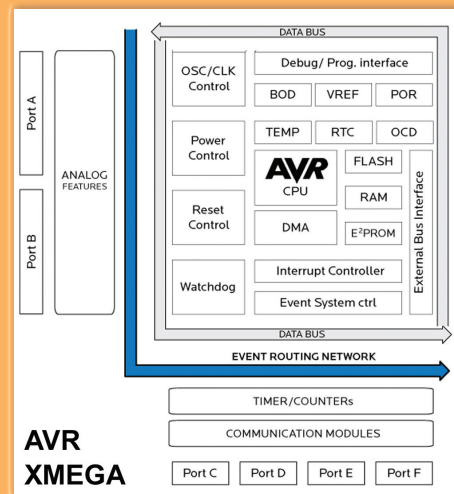 DATA BUS
Port A
Port B
ANALOG
FEATURES
OSC/CLK
Control
Power
Control
Reset
Control
Watchdog
Debug/ Prog. interface
BOD
VREF
POR
TEMP
RTC
OCD
AVR
CPU
FLASH
RAM
DMA
E²PROM
External Bus Interface
Interrupt Controller
Event System ctrl
DATA BUS
EVENT ROUTING NETWORK
TIMER/COUNTERs
COMMUNICATION MODULES
AVR
XMEGA
Port C
Port D
Port E
Port F